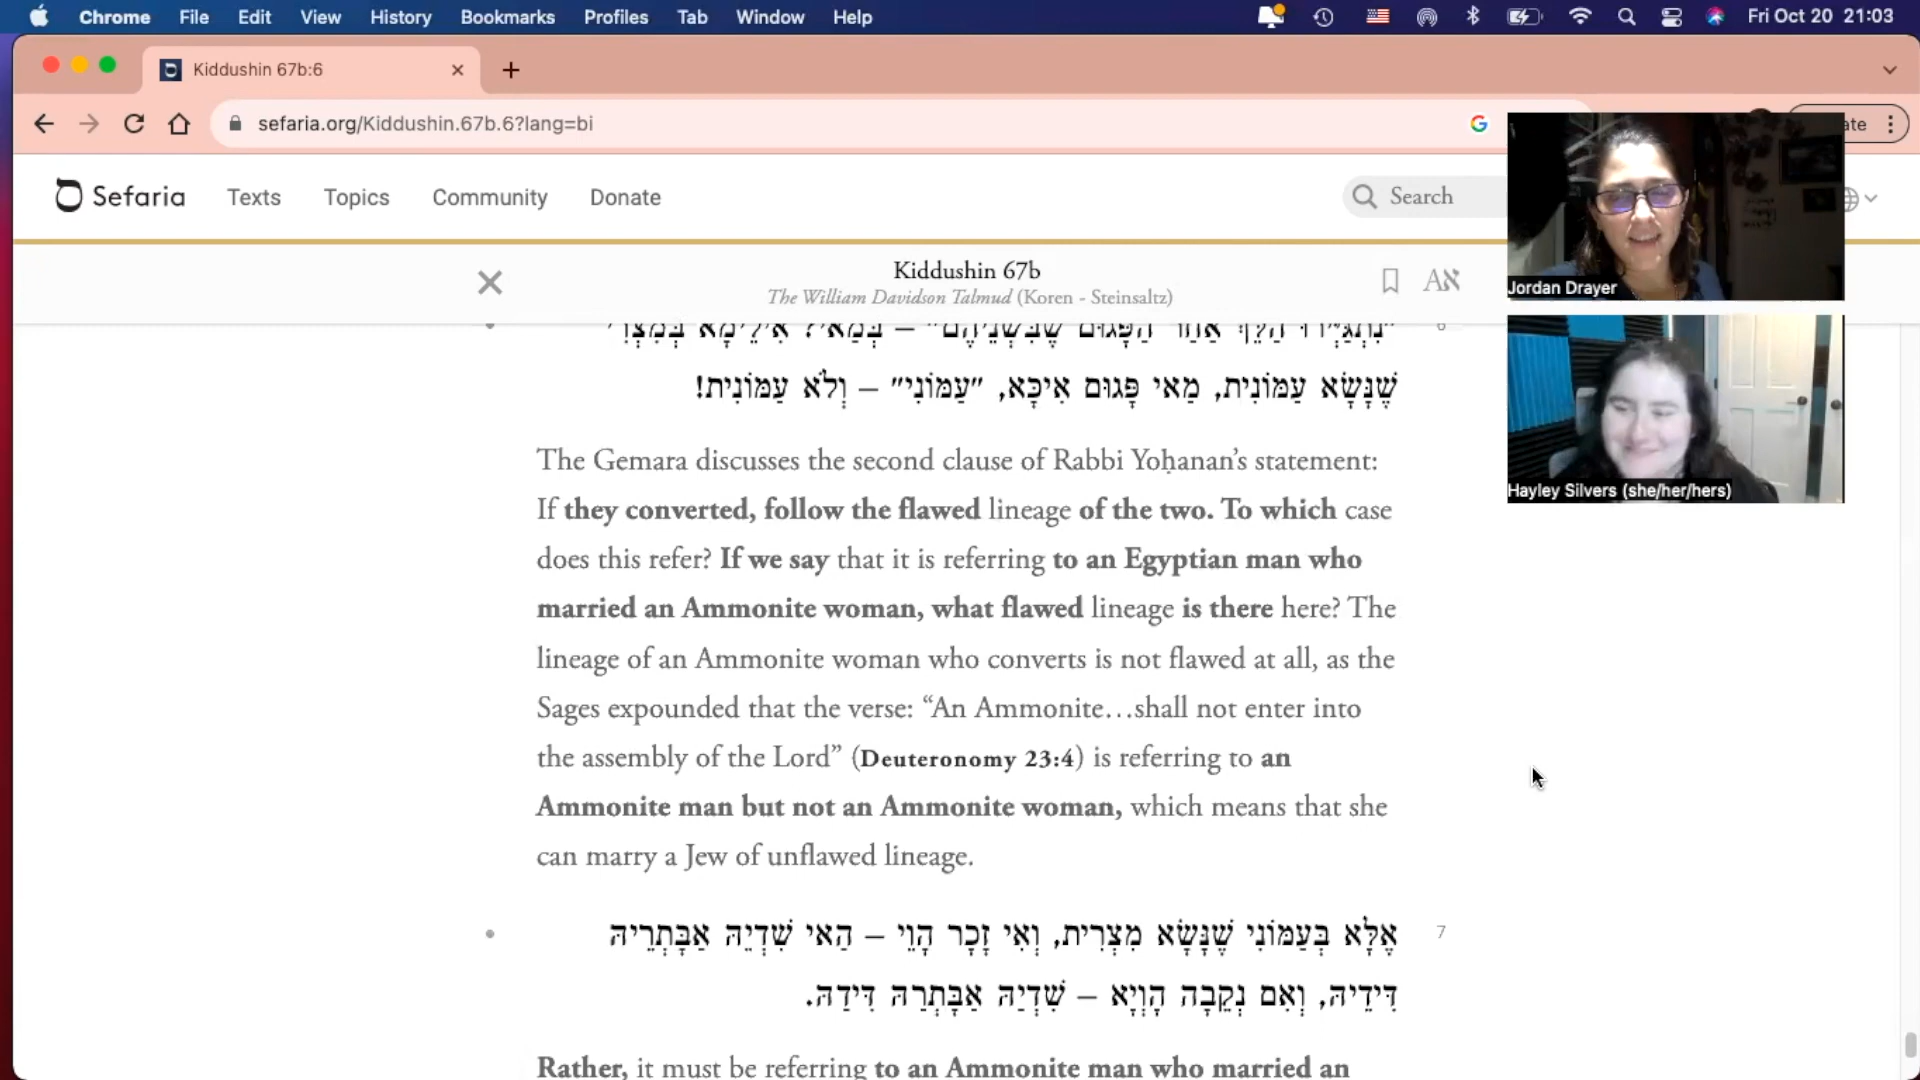 Chrome File Edit View History Bookmarks Profiles Tab Window Help Fri Oct 20 21:03
Kiddushin 67b:6
sefaria.org/Kiddushin.67b.6?lang=bi
Sefaria Texts Topics Community Donate Search
Kiddushin 67b
The William Davidson Talmud (Koren - Steinsaltz)
Aא
Jordan Drayer
Hayley Silvers (she/her/hers)
"נִתְגַּיְּירוּ הַלֵּךְ אַחַר הַפָּגוּם שֶׁבִּשְׁנֵיהֶם" – בְּמַאי? אִילֵּימָא בְּמִצְרִי 6
שֶׁנָּשָׂא עַמּוֹנִית, מַאי פָּגוּם אִיכָּא, "עַמּוֹנִי" – וְלֹא עַמּוֹנִית!
The Gemara discusses the second clause of Rabbi Yoḥanan's statement:
If they converted, follow the flawed lineage of the two. To which case
does this refer? If we say that it is referring to an Egyptian man who
married an Ammonite woman, what flawed lineage is there here? The
lineage of an Ammonite woman who converts is not flawed at all, as the
Sages expounded that the verse: “An Ammonite…shall not enter into
the assembly of the Lord” (Deuteronomy 23:4) is referring to an
Ammonite man but not an Ammonite woman, which means that she
can marry a Jew of unflawed lineage.
אֶלָּא בְּעַמּוֹנִי שֶׁנָּשָׂא מִצְרִית, וְאִי זָכָר הָוֵי – הַאי שִׁדְיֵהּ אַבָּתְרֵיהּ 7
דִּידֵיהּ, וְאִם נְקֵבָה הָוְיָא – שִׁדְיַהּ אַבָּתְרַהּ דִּידַהּ.
Rather, it must be referring to an Ammonite man who married an